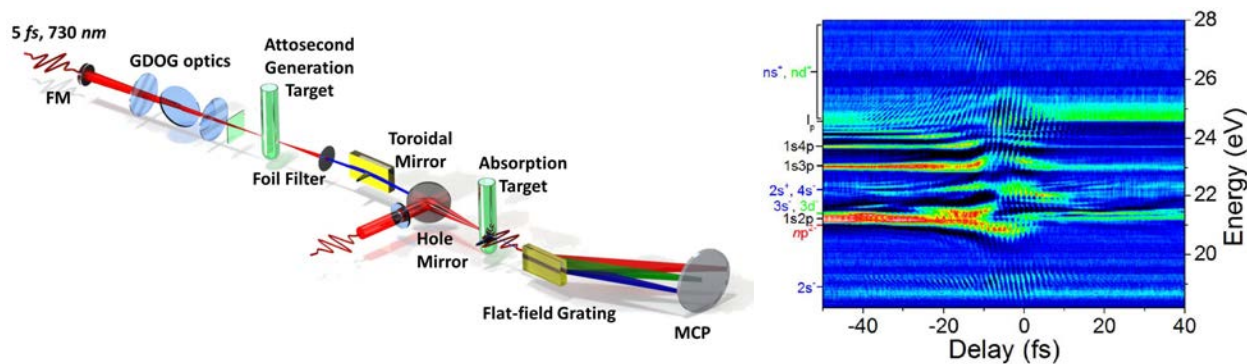 5 fs, 730 nm
GDOG optics
FM
Attosecond
Generation
Target
Foil Filter
Toroidal
Mirror
Hole
Mirror
Absorption
Target
Flat-field Grating
MCP
ns⁺, nd⁺
Iₚ
1s4p
1s3p
2s⁺, 4s⁻
3s⁻, 3d⁻
1s2p
2s⁻
28
26
24
22
20
Energy (eV)
-40
-20
0
20
40
Delay (fs)